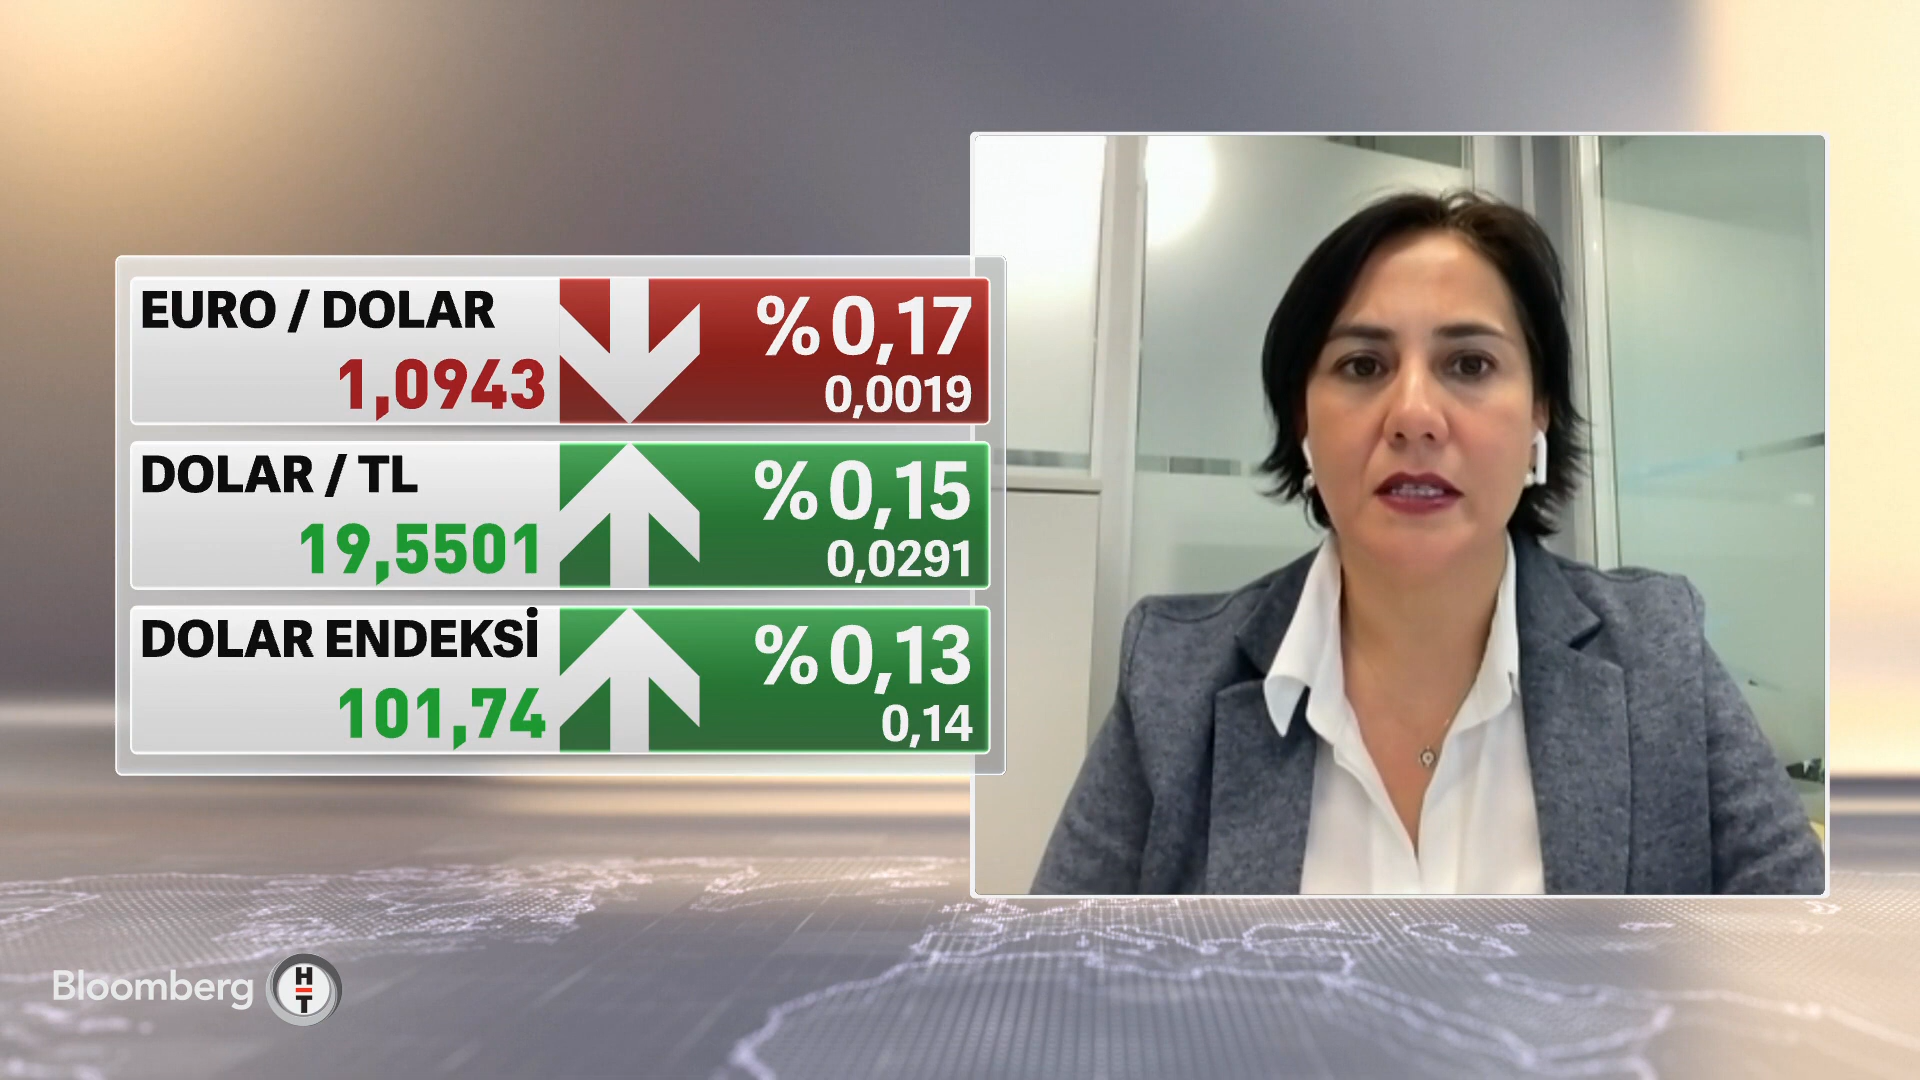 EURO / DOLAR
1,0943
%0,17
0,0019
DOLAR / TL
19,5501
%0,15
0,0291
DOLAR ENDEKSİ
101,74
%0,13
0,14
Bloomberg HT